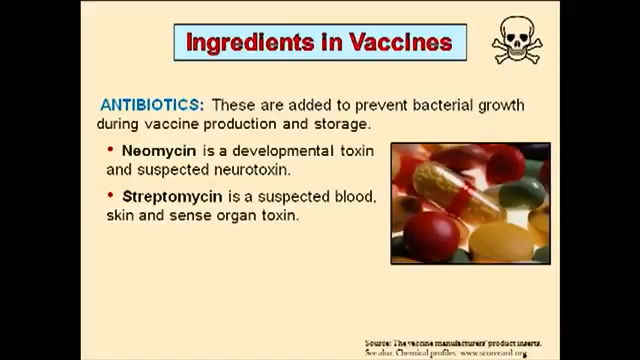 Ingredients in Vaccines
ANTIBIOTICS: These are added to prevent bacterial growth
during vaccine production and storage.
• Neomycin is a developmental toxin
and suspected neurotoxin.
• Streptomycin is a suspected blood,
skin and sense organ toxin.
Source: The vaccine manufacturers' product inserts.
See also: Chemical profiles: www.scorecard.org